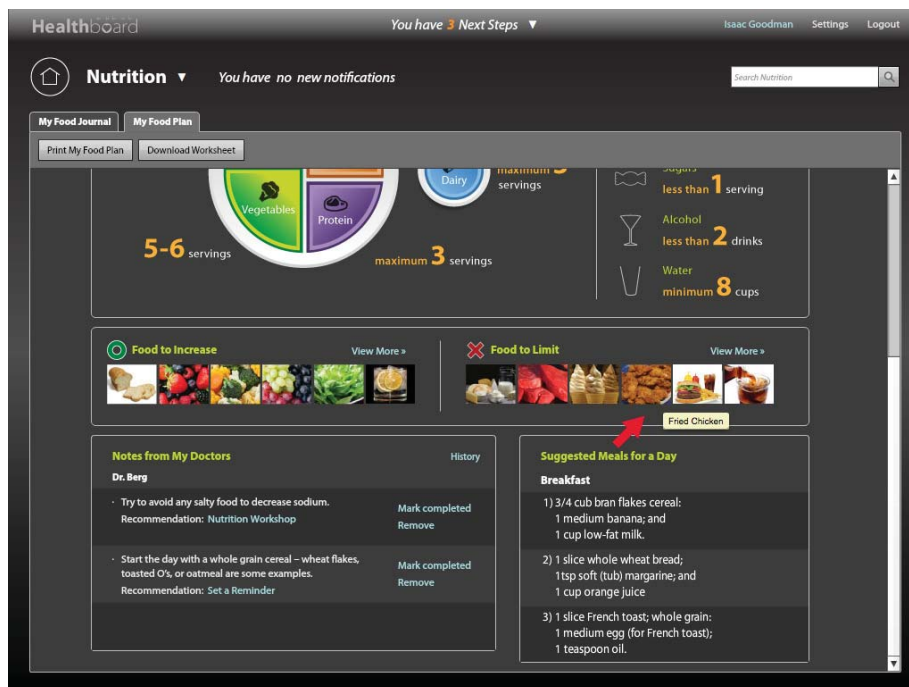 Healthboard
You have 3 Next Steps ▼
Isaac Goodman Settings Logout
Nutrition ▼
You have no new notifications
Search Nutrition
My Food Journal
My Food Plan
Print My Food Plan
Download Worksheet
Vegetables
Protein
5-6 servings
maximum 3 servings
Dairy
maximum 3
servings
Sugars
less than 1 serving
Alcohol
less than 2 drinks
Water
minimum 8 cups
Food to Increase
View More »
Food to Limit
View More »
Fried Chicken
Notes from My Doctors
History
Dr. Berg
· Try to avoid any salty food to decrease sodium.
Recommendation: Nutrition Workshop
Mark completed
Remove
· Start the day with a whole grain cereal – wheat flakes,
toasted O's, or oatmeal are some examples.
Recommendation: Set a Reminder
Mark completed
Remove
Suggested Meals for a Day
Breakfast
1) 3/4 cub bran flakes cereal:
1 medium banana; and
1 cup low-fat milk.
2) 1 slice whole wheat bread;
1tsp soft (tub) margarine; and
1 cup orange juice
3) 1 slice French toast; whole grain:
1 medium egg (for French toast);
1 teaspoon oil.